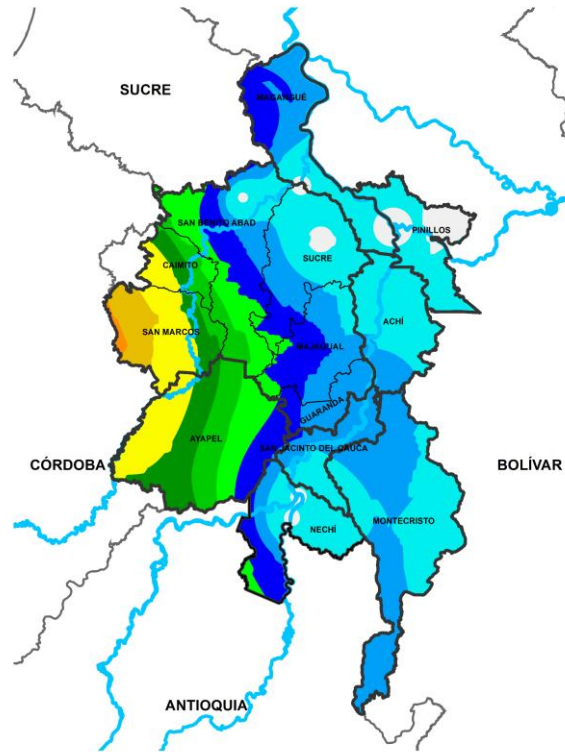 SUCRE
MAGANGUÉ
SAN BENITO ABAD
PINILLOS
SUCRE
CAIMITO
SAN MARCOS
ACHÍ
MAJAGUAL
GUARANDA
AYAPEL
SAN JACINTO DEL CAUCA
CÓRDOBA
BOLÍVAR
MONTECRISTO
NECHÍ
ANTIOQUIA